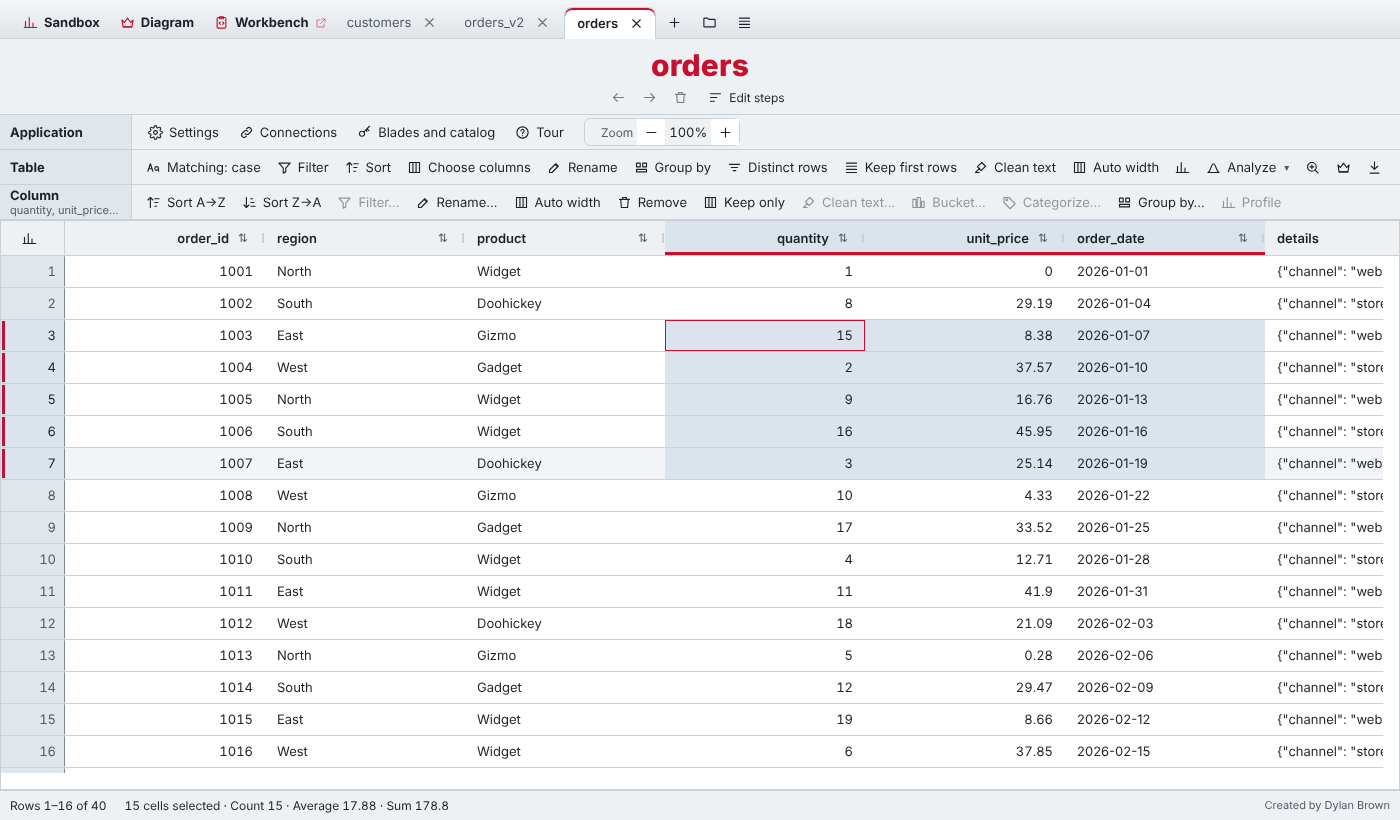 Sandbox Diagram Workbench customers orders_v2 orders
orders
Edit steps
Application Settings Connections Blades and catalog Tour Zoom − 100% +
Table Matching: case Filter Sort Choose columns Rename Group by Distinct rows Keep first rows Clean text Auto width Analyze
Column
quantity, unit_price...
Sort A→Z Sort Z→A Filter... Rename... Auto width Remove Keep only Clean text... Bucket... Categorize... Group by... Profile
order_id region product quantity unit_price order_date details
1 1001 North Widget 1 0 2026-01-01 {"channel": "web
2 1002 South Doohickey 8 29.19 2026-01-04 {"channel": "store
3 1003 East Gizmo 15 8.38 2026-01-07 {"channel": "web
4 1004 West Gadget 2 37.57 2026-01-10 {"channel": "store
5 1005 North Widget 9 16.76 2026-01-13 {"channel": "web
6 1006 South Widget 16 45.95 2026-01-16 {"channel": "store
7 1007 East Doohickey 3 25.14 2026-01-19 {"channel": "web
8 1008 West Gizmo 10 4.33 2026-01-22 {"channel": "store
9 1009 North Gadget 17 33.52 2026-01-25 {"channel": "web
10 1010 South Widget 4 12.71 2026-01-28 {"channel": "store
11 1011 East Widget 11 41.9 2026-01-31 {"channel": "web
12 1012 West Doohickey 18 21.09 2026-02-03 {"channel": "store
13 1013 North Gizmo 5 0.28 2026-02-06 {"channel": "web
14 1014 South Gadget 12 29.47 2026-02-09 {"channel": "store
15 1015 East Widget 19 8.66 2026-02-12 {"channel": "web
16 1016 West Widget 6 37.85 2026-02-15 {"channel": "store
Rows 1–16 of 40 15 cells selected · Count 15 · Average 17.88 · Sum 178.8 Created by Dylan Brown